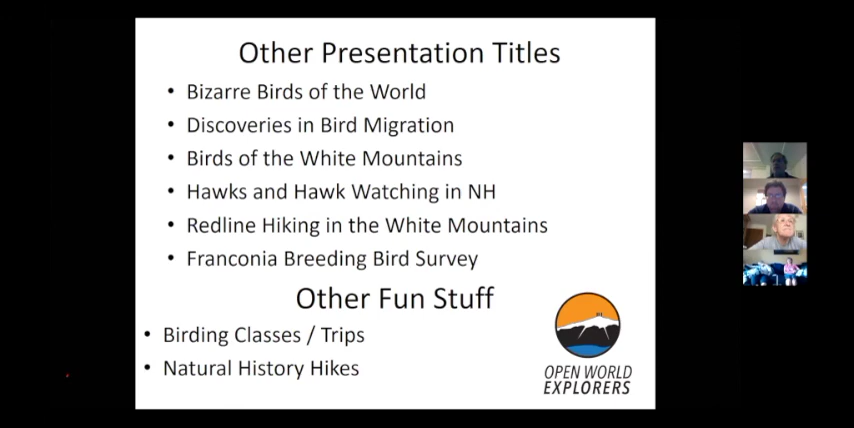 Other Presentation Titles
• Bizarre Birds of the World
• Discoveries in Bird Migration
• Birds of the White Mountains
• Hawks and Hawk Watching in NH
• Redline Hiking in the White Mountains
• Franconia Breeding Bird Survey
Other Fun Stuff
• Birding Classes / Trips
• Natural History Hikes
OPEN WORLD
EXPLORERS